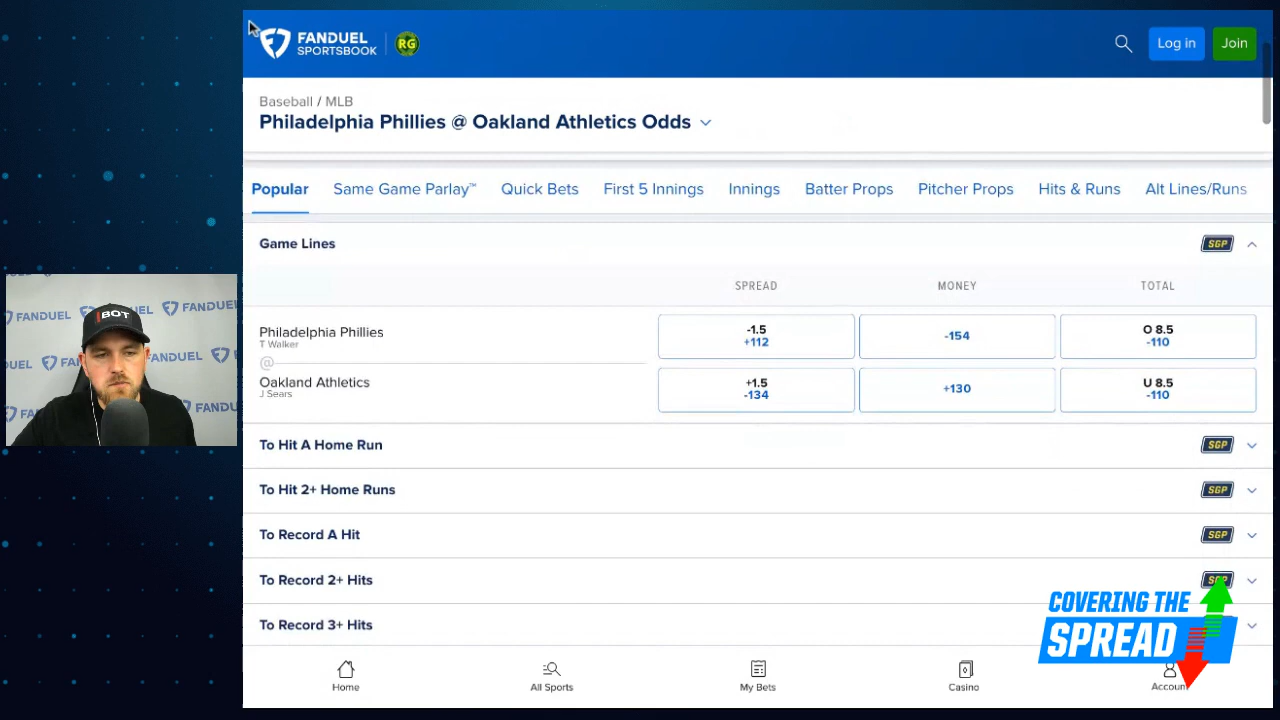 FANDUEL
SPORTSBOOK
RG
Log in
Join
Baseball / MLB
Philadelphia Phillies @ Oakland Athletics Odds
Popular
Same Game Parlay™
Quick Bets
First 5 Innings
Innings
Batter Props
Pitcher Props
Hits & Runs
Alt Lines/Runs
Game Lines
SGP
SPREAD
MONEY
TOTAL
Philadelphia Phillies
T Walker
-1.5
+112
-154
O 8.5
-110
@
Oakland Athletics
J Sears
+1.5
-134
+130
U 8.5
-110
To Hit A Home Run
SGP
To Hit 2+ Home Runs
SGP
To Record A Hit
SGP
To Record 2+ Hits
SGP
To Record 3+ Hits
COVERING THE
SPREAD
Home
All Sports
My Bets
Casino
Account
FANDUEL
BOT
FANDUEL
FANDUEL
FANDUEL